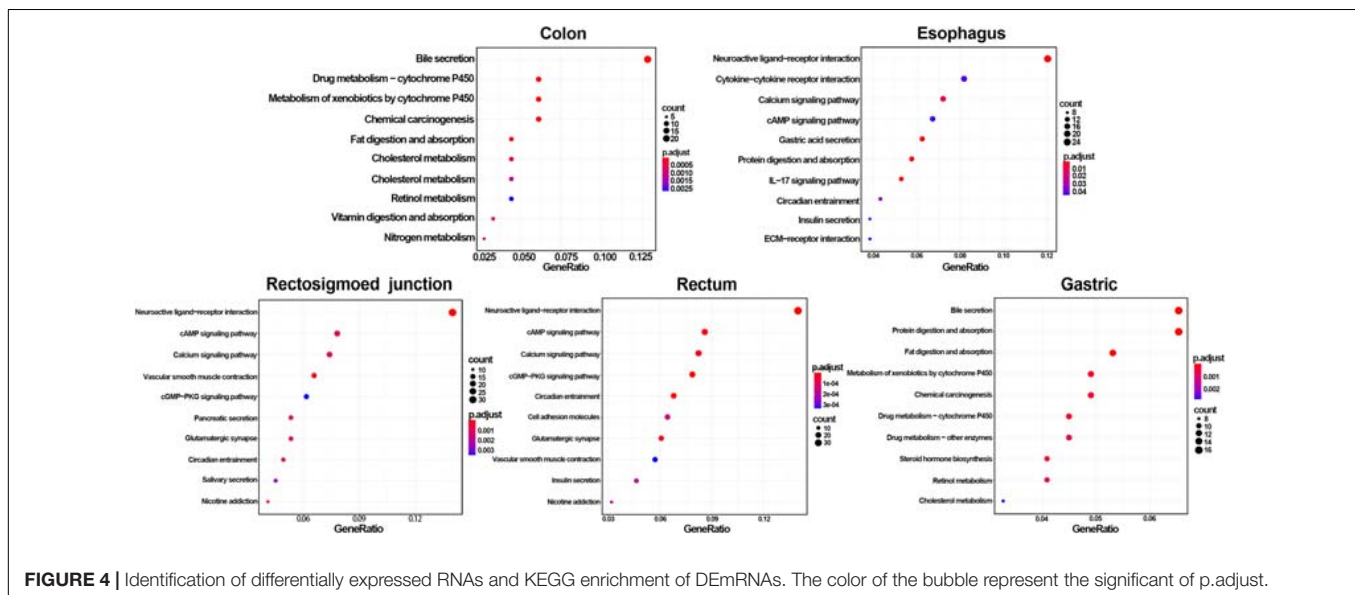 Colon
Bile secretion
Drug metabolism − cytochrome P450
Metabolism of xenobiotics by cytochrome P450
Chemical carcinogenesis
Fat digestion and absorption
Cholesterol metabolism
Cholesterol metabolism
Retinol metabolism
Vitamin digestion and absorption
Nitrogen metabolism
0.025 0.050 0.075 0.100 0.125
GeneRatio
count
5
10
15
20
p.adjust
0.0005
0.0010
0.0015
0.0025
Esophagus
Neuroactive ligand−receptor interaction
Cytokine−cytokine receptor interaction
Calcium signaling pathway
cAMP signaling pathway
Gastric acid secretion
Protein digestion and absorption
IL−17 signaling pathway
Circadian entrainment
Insulin secretion
ECM−receptor interaction
0.04 0.06 0.08 0.10 0.12
GeneRatio
count
8
12
16
20
24
p.adjust
0.01
0.02
0.03
0.04
Rectosigmoed junction
Neuroactive ligand−receptor interaction
cAMP signaling pathway
Calcium signaling pathway
Vascular smooth muscle contraction
cGMP−PKG signaling pathway
Pancreatic secretion
Glutamatergic synapse
Circadian entrainment
Salivary secretion
Nicotine addiction
0.06 0.09 0.12
GeneRatio
count
10
15
20
25
30
p.adjust
0.001
0.002
0.003
Rectum
Neuroactive ligand−receptor interaction
cAMP signaling pathway
Calcium signaling pathway
cGMP−PKG signaling pathway
Circadian entrainment
Cell adhesion molecules
Glutamatergic synapse
Vascular smooth muscle contraction
Insulin secretion
Nicotine addiction
0.03 0.06 0.09 0.12
GeneRatio
p.adjust
1e−04
2e−04
3e−04
count
10
20
30
Gastric
Bile secretion
Protein digestion and absorption
Fat digestion and absorption
Metabolism of xenobiotics by cytochrome P450
Chemical carcinogenesis
Drug metabolism − cytochrome P450
Drug metabolism − other enzymes
Steroid hormone biosynthesis
Retinol metabolism
Cholesterol metabolism
0.04 0.05 0.06
GeneRatio
p.adjust
0.001
0.002
count
8
10
12
14
16
FIGURE 4 | Identification of differentially expressed RNAs and KEGG enrichment of DEmRNAs. The color of the bubble represent the significant of p.adjust.